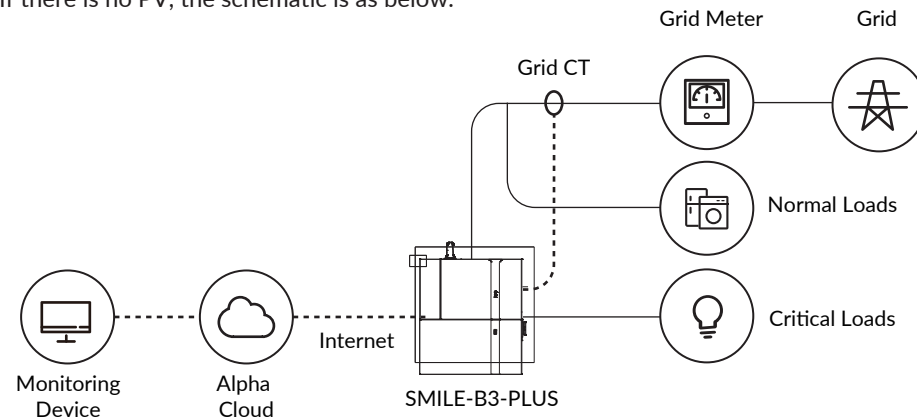 If there is no PV, the schematic is as below:
Grid Meter
Grid
Grid CT
Normal Loads
Critical Loads
Internet
Monitoring
Device
Alpha
Cloud
SMILE-B3-PLUS